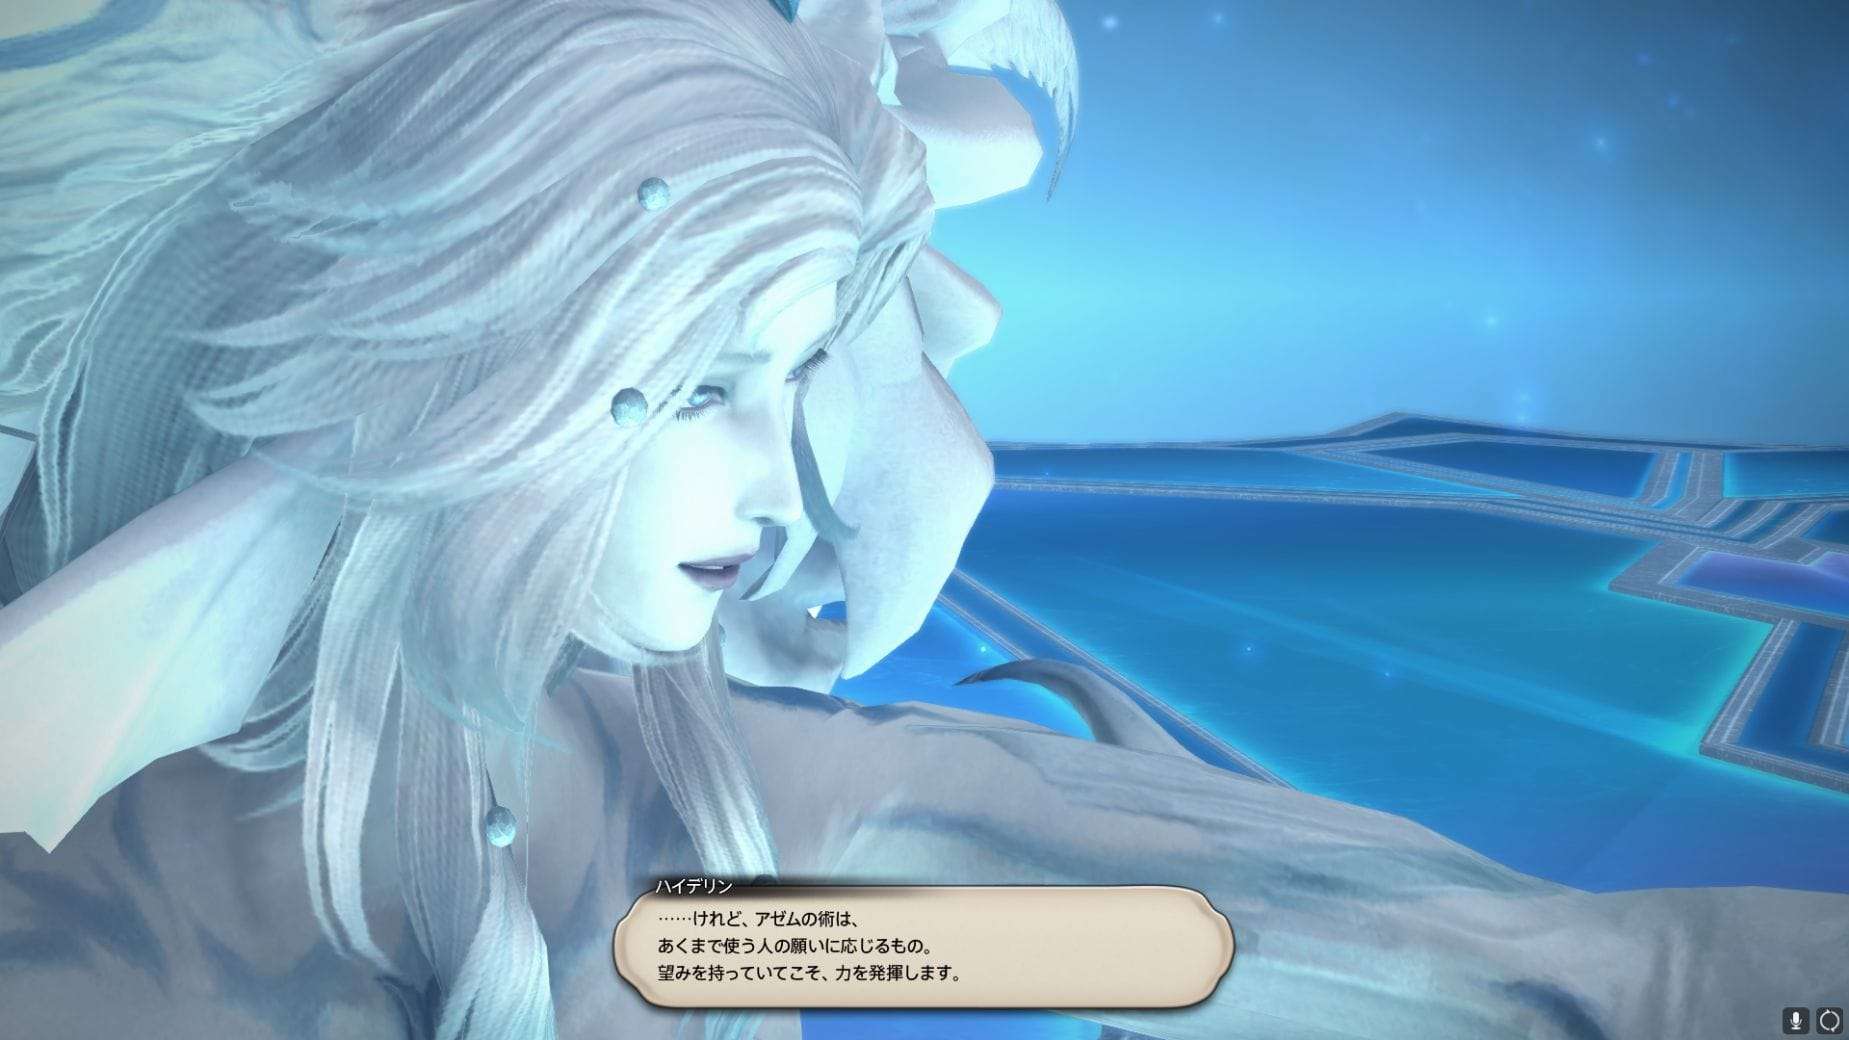 ハイデリン
……けれど、アゼムの術は、
あくまで使う人の願いに応じるもの。
望みを持っていてこそ、力を発揮します。